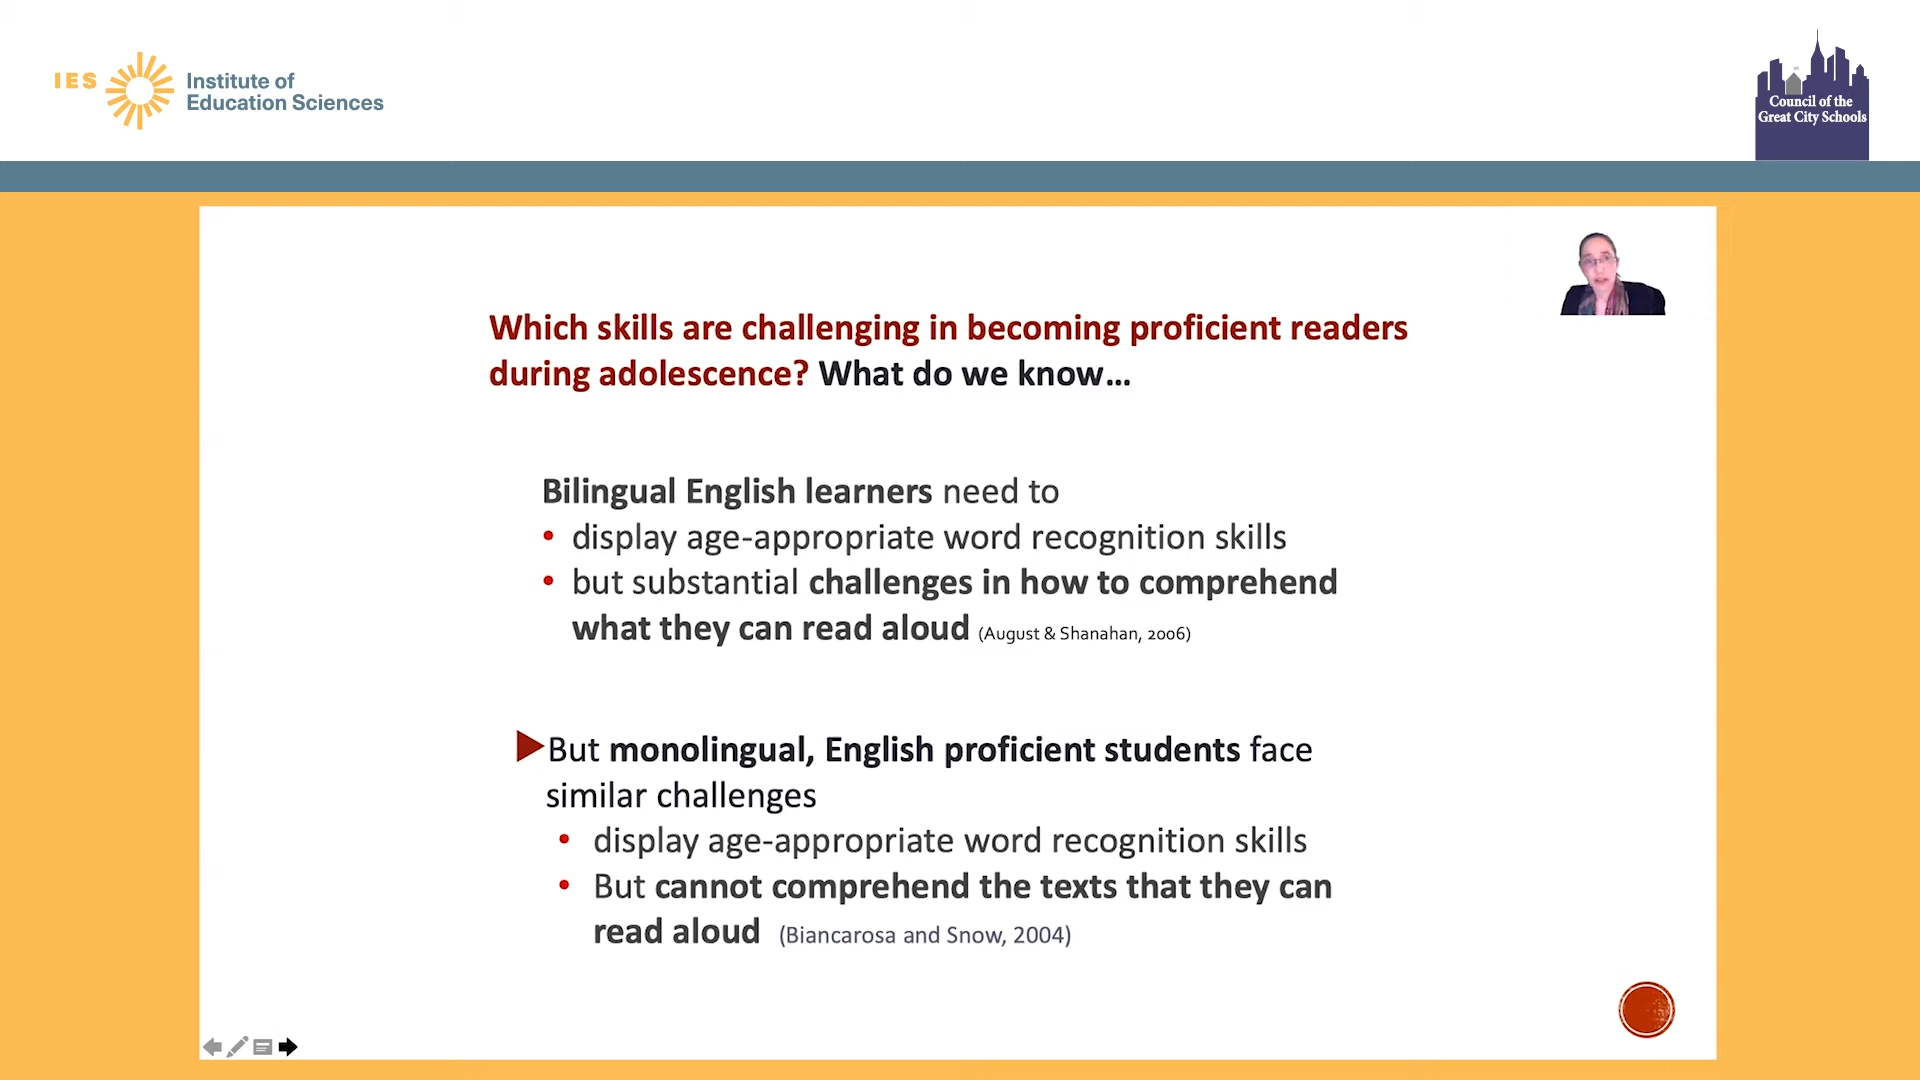 IES
Institute of
Education Sciences
Council of the
Great City Schools
Which skills are challenging in becoming proficient readers
during adolescence? What do we know...
Bilingual English learners need to
• display age-appropriate word recognition skills
• but substantial challenges in how to comprehend
what they can read aloud (August & Shanahan, 2006)
But monolingual, English proficient students face
similar challenges
• display age-appropriate word recognition skills
• But cannot comprehend the texts that they can
read aloud (Biancarosa and Snow, 2004)